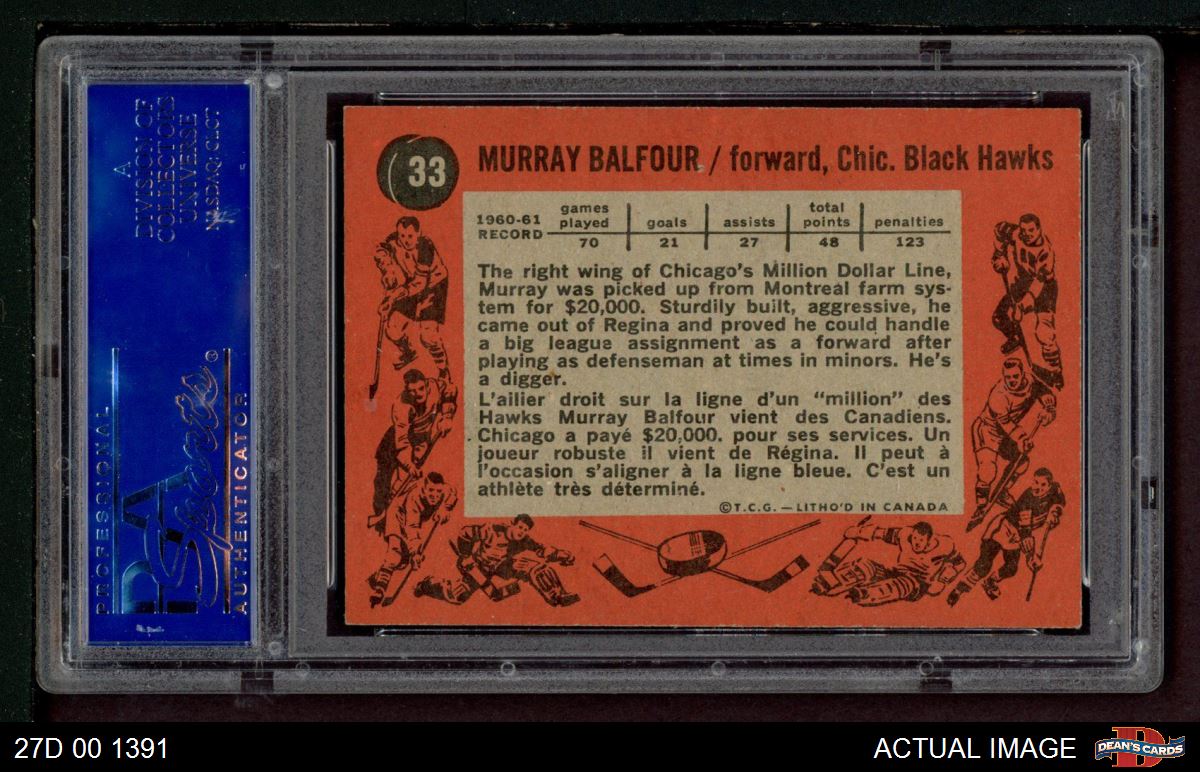 A
DIVISION OF
COLLECTORS
UNIVERSE
NASDAQ: CLCT
PROFESSIONAL
PSA
Sports®
AUTHENTICATOR
33
MURRAY BALFOUR / forward, Chic. Black Hawks
1960-61 RECORD
games played goals assists total points penalties
70 21 27 48 123
The right wing of Chicago's Million Dollar Line,
Murray was picked up from Montreal farm sys-
tem for $20,000. Sturdily built, aggressive, he
came out of Regina and proved he could handle
a big league assignment as a forward after
playing as defenseman at times in minors. He's
a digger.
L'ailier droit sur la ligne d'un “million” des
Hawks Murray Balfour vient des Canadiens.
Chicago a payé $20,000. pour ses services. Un
joueur robuste il vient de Régina. Il peut à
l'occasion s'aligner à la ligne bleue. C'est un
athlète très déterminé.
©T.C.G. — LITHO'D IN CANADA
27D 00 1391
ACTUAL IMAGE
DEAN'S CARDS